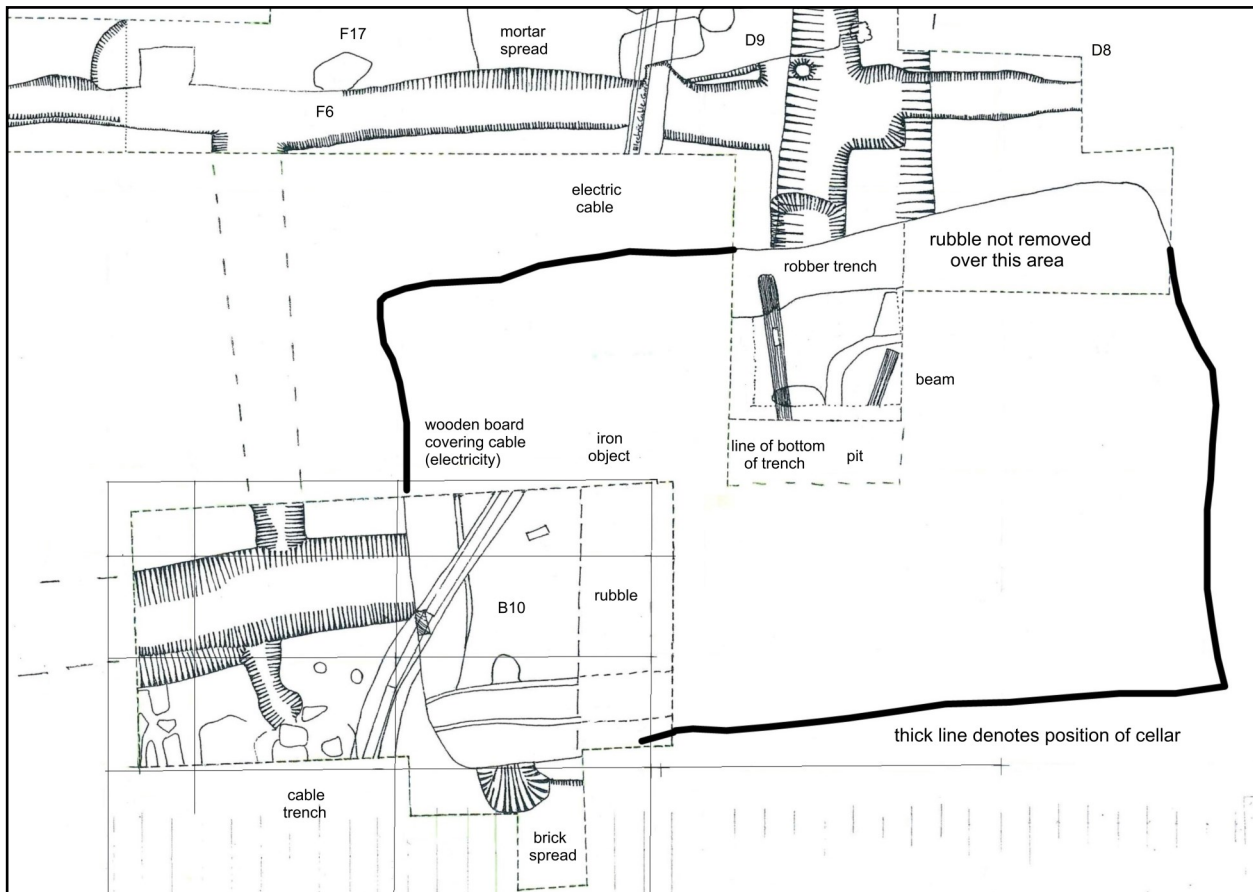 F17
mortar
spread
D9
D8
F6
Electric Cable
electric
cable
rubble not removed
over this area
robber trench
beam
wooden board
covering cable
(electricity)
iron
object
line of bottom
of trench
pit
B10
rubble
thick line denotes position of cellar
cable
trench
brick
spread